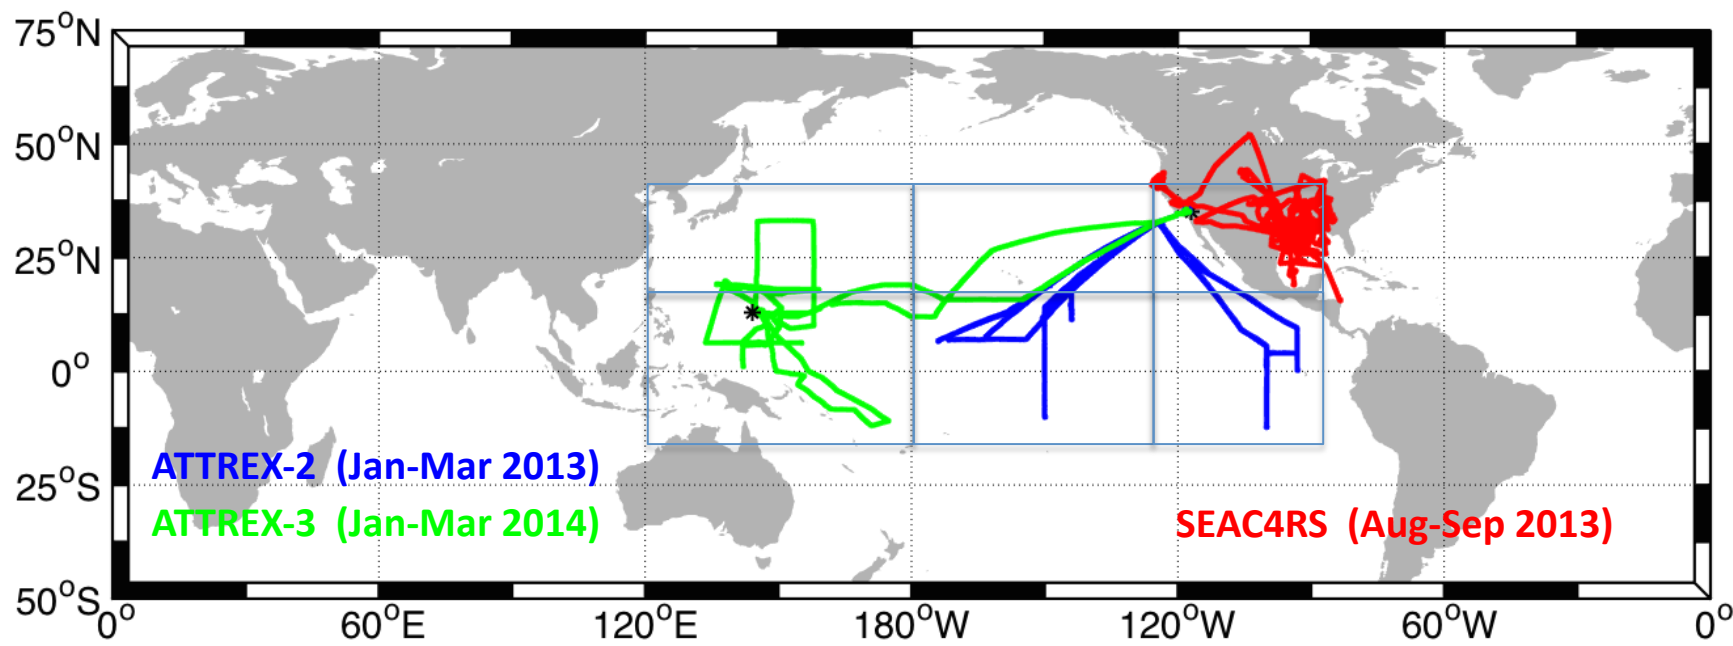 75°N
50°N
25°N
0°
25°S
50°S
ATTREX-2 (Jan-Mar 2013)
ATTREX-3 (Jan-Mar 2014)
SEAC4RS (Aug-Sep 2013)
0° 60°E 120°E 180°W 120°W 60°W 0°